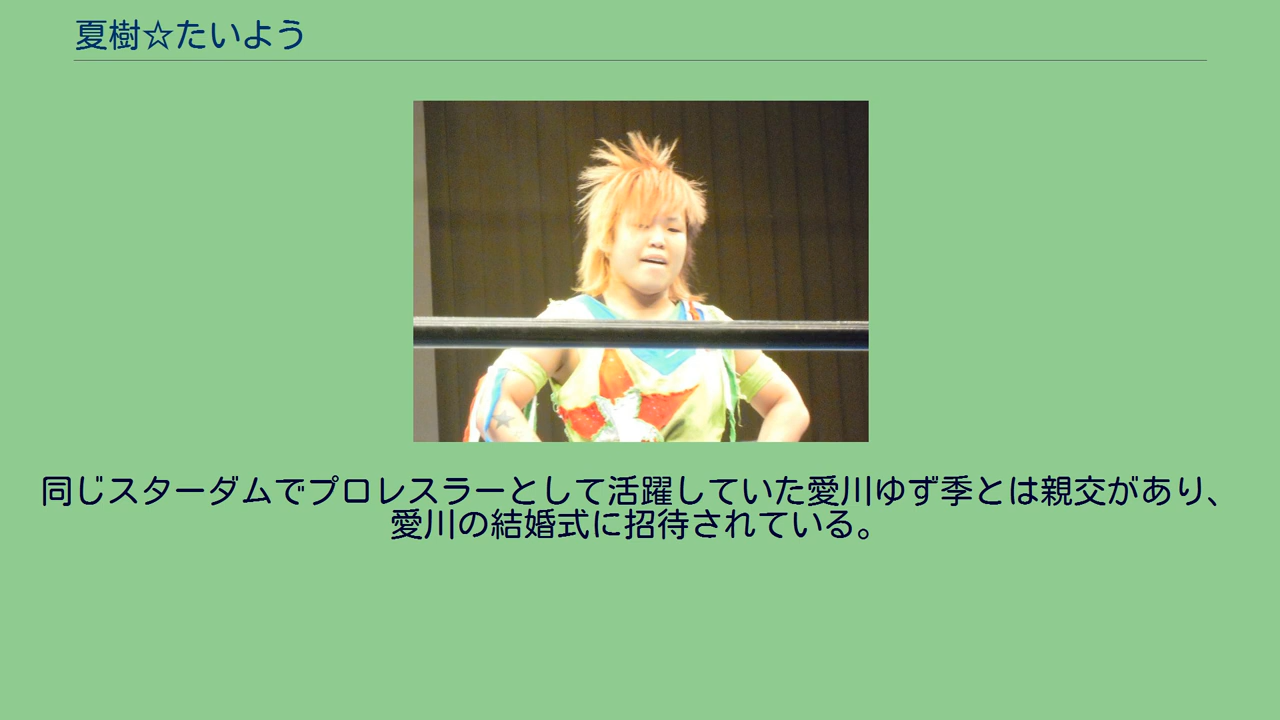 夏樹☆たいよう
同じスターダムでプロレスラーとして活躍していた愛川ゆず季とは親交があり、
愛川の結婚式に招待されている。